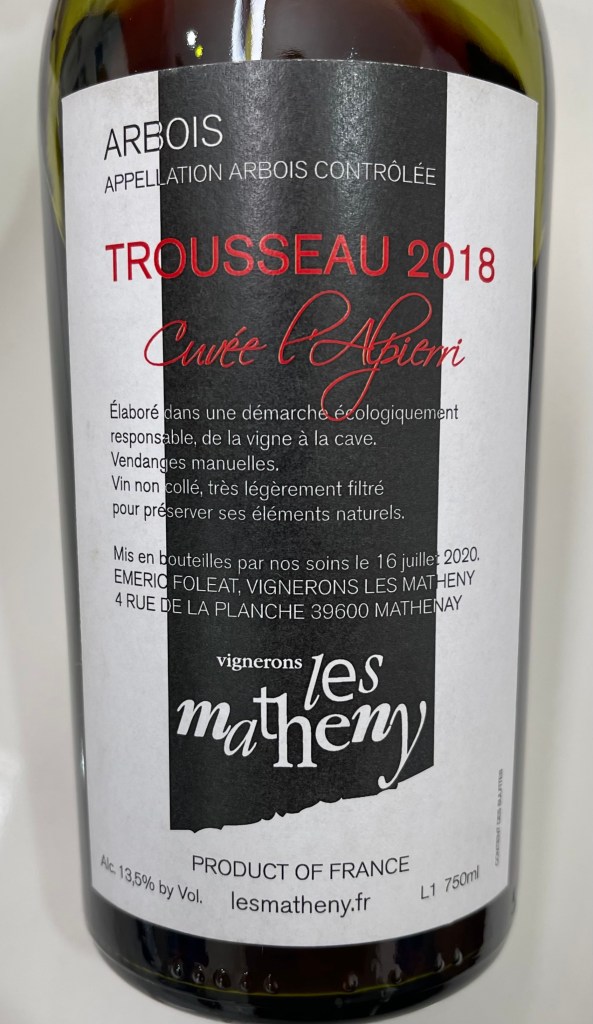 ARBOIS
APPELLATION ARBOIS CONTRÔLÉE
TROUSSEAU 2018
Cuvée l'Alpierri
Élaboré dans une démarche écologiquement
responsable, de la vigne à la cave.
Vendanges manuelles.
Vin non collé, très légèrement filtré
pour préserver ses éléments naturels.
Mis en bouteilles par nos soins le 16 juillet 2020.
EMERIC FOLEAT, VIGNERONS LES MATHENY
4 RUE DE LA PLANCHE 39600 MATHENAY
vignerons les
matheny
CONTIENT DES SULFITES
PRODUCT OF FRANCE
Alc. 13,5% by Vol.
lesmatheny.fr
L1 750ml